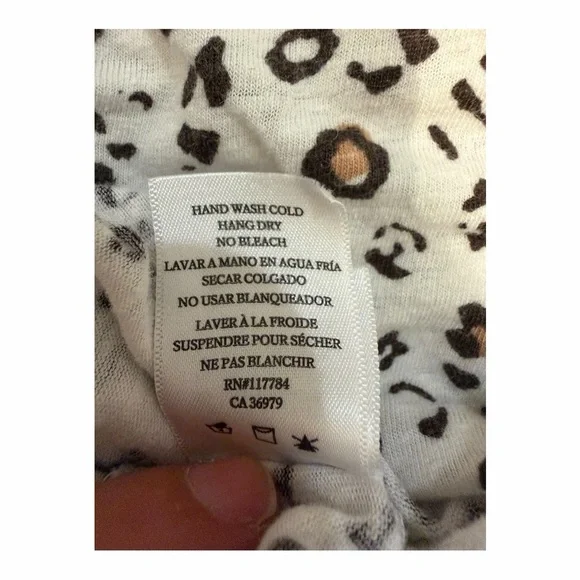 HAND WASH COLD
HANG DRY
NO BLEACH
LAVAR A MANO EN AGUA FRÍA
SECAR COLGADO
NO USAR BLANQUEADOR
LAVER À LA FROIDE
SUSPENDRE POUR SÉCHER
NE PAS BLANCHIR
RN#117784
CA 36979